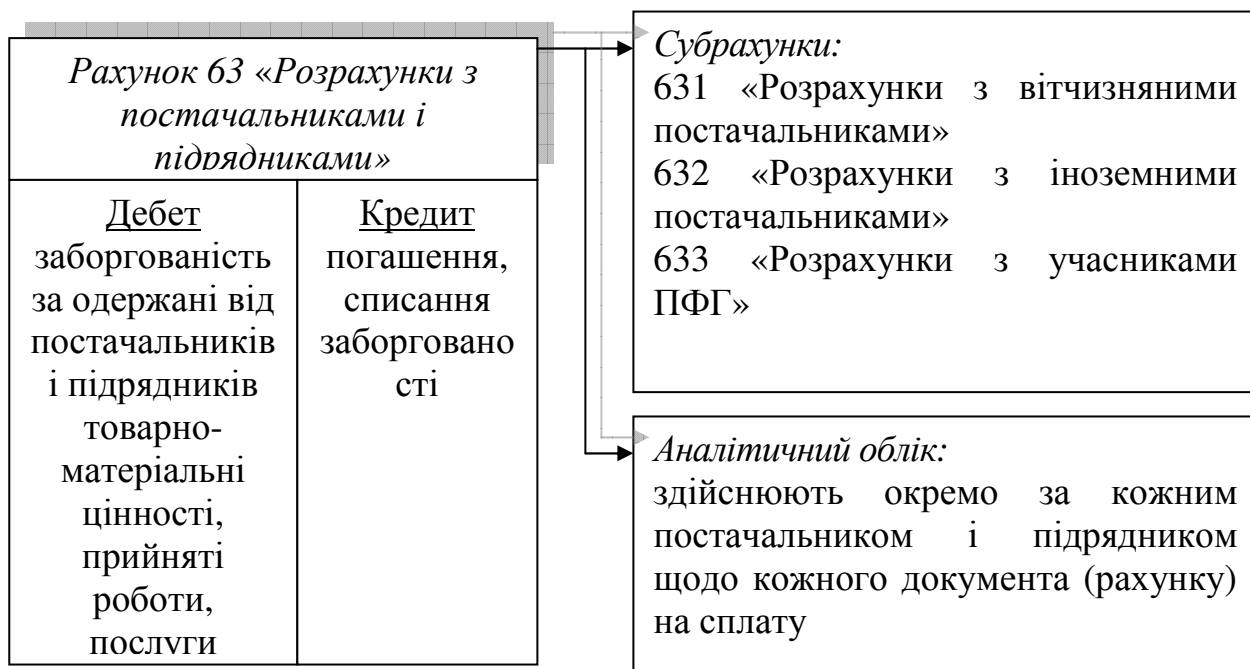 Рахунок 63 «Розрахунки з
постачальниками і
підрядниками»
Дебет
заборгованість
за одержані від
постачальників
і підрядників
товарно-
матеріальні
цінності,
прийняті
роботи,
послуги
Кредит
погашення,
списання
заборговано
сті
Субрахунки:
631 «Розрахунки з вітчизняними
постачальниками»
632 «Розрахунки з іноземними
постачальниками»
633 «Розрахунки з учасниками
ПФГ»
Аналітичний облік:
здійснюють окремо за кожним
постачальником і підрядником
щодо кожного документа (рахунку)
на сплату